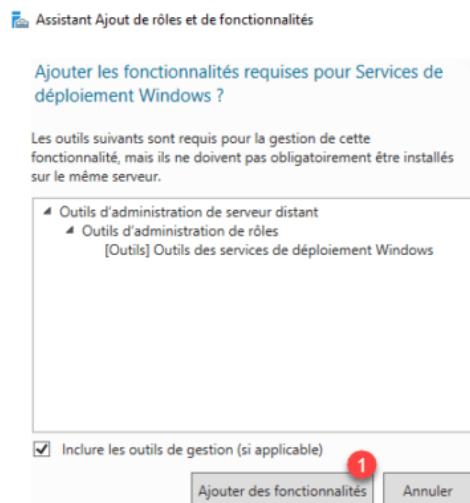 Assistant Ajout de rôles et de fonctionnalités
Ajouter les fonctionnalités requises pour Services de
déploiement Windows ?
Les outils suivants sont requis pour la gestion de cette
fonctionnalité, mais ils ne doivent pas obligatoirement être installés
sur le même serveur.
Outils d'administration de serveur distant
Outils d'administration de rôles
[Outils] Outils des services de déploiement Windows
Inclure les outils de gestion (si applicable)
1
Ajouter des fonctionnalités
Annuler